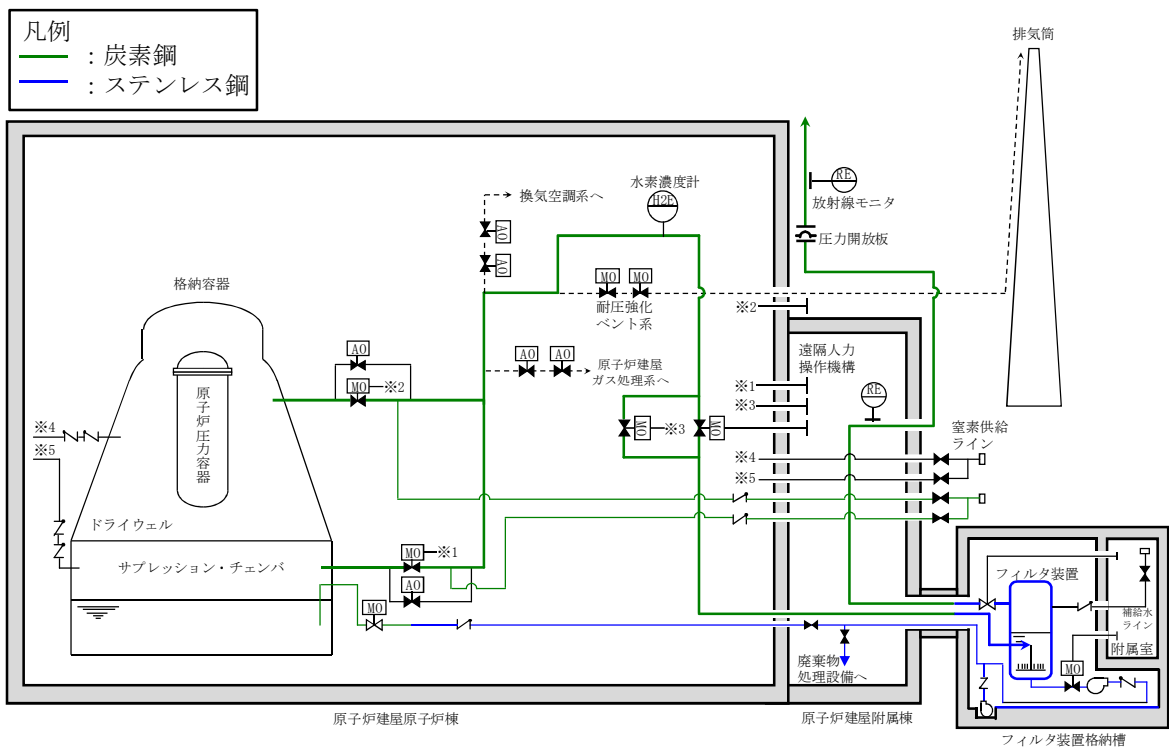 凡例
：炭素鋼
：ステンレス鋼
排気筒
水素濃度計
H2E
換気空調系へ
AO
AO
RE
放射線モニタ
圧力開放板
格納容器
MO
MO
耐圧強化
ベント系
※2
遠隔人力
操作機構
AO
MO
※2
AO
AO
原子炉建屋
ガス処理系へ
※1
※3
RE
原子炉圧力容器
MO
※3
MO
窒素供給
ライン
※4
※5
※4
※5
ドライウェル
サプレッション・チェンバ
MO
※1
AO
MO
フィルタ装置
補給水
ライン
附属室
MO
廃棄物
処理設備へ
原子炉建屋原子炉棟
原子炉建屋附属棟
フィルタ装置格納槽